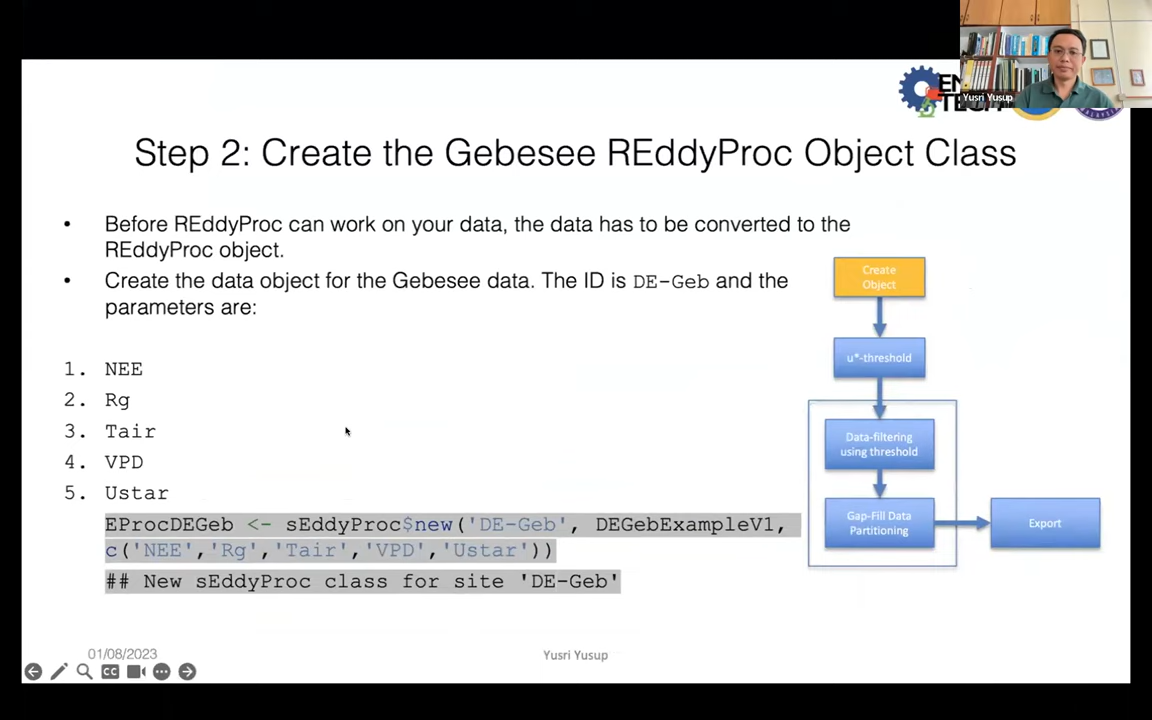 Yusri Yusup
Step 2: Create the Gebesee REddyProc Object Class
• Before REddyProc can work on your data, the data has to be converted to the
REddyProc object.
• Create the data object for the Gebesee data. The ID is DE-Geb and the
parameters are:
1. NEE
2. Rg
3. Tair
4. VPD
5. Ustar
EProcDEGeb <- sEddyProc$new('DE-Geb', DEGebExampleV1,
c('NEE','Rg','Tair','VPD','Ustar'))
## New sEddyProc class for site 'DE-Geb'
Create
Object
u*-threshold
Data-filtering
using threshold
Gap-Fill Data
Partitioning
Export
01/08/2023
Yusri Yusup
CC